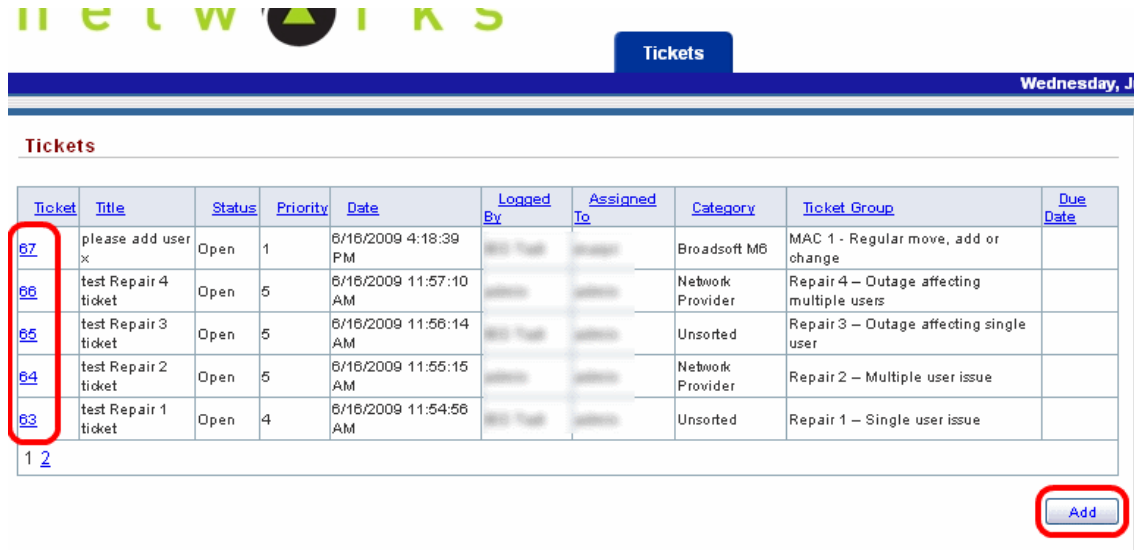 networks
Tickets
Wednesday, J
Tickets
Ticket Title Status Priority Date Logged By Assigned To Category Ticket Group Due Date
67 please add user x Open 1 6/16/2009 4:18:39 PM Broadsoft M6 MAC 1 - Regular move, add or change
66 test Repair 4 ticket Open 5 6/16/2009 11:57:10 AM Network Provider Repair 4 – Outage affecting multiple users
65 test Repair 3 ticket Open 5 6/16/2009 11:56:14 AM Unsorted Repair 3 – Outage affecting single user
64 test Repair 2 ticket Open 5 6/16/2009 11:55:15 AM Network Provider Repair 2 – Multiple user issue
63 test Repair 1 ticket Open 4 6/16/2009 11:54:56 AM Unsorted Repair 1 – Single user issue
1 2
Add